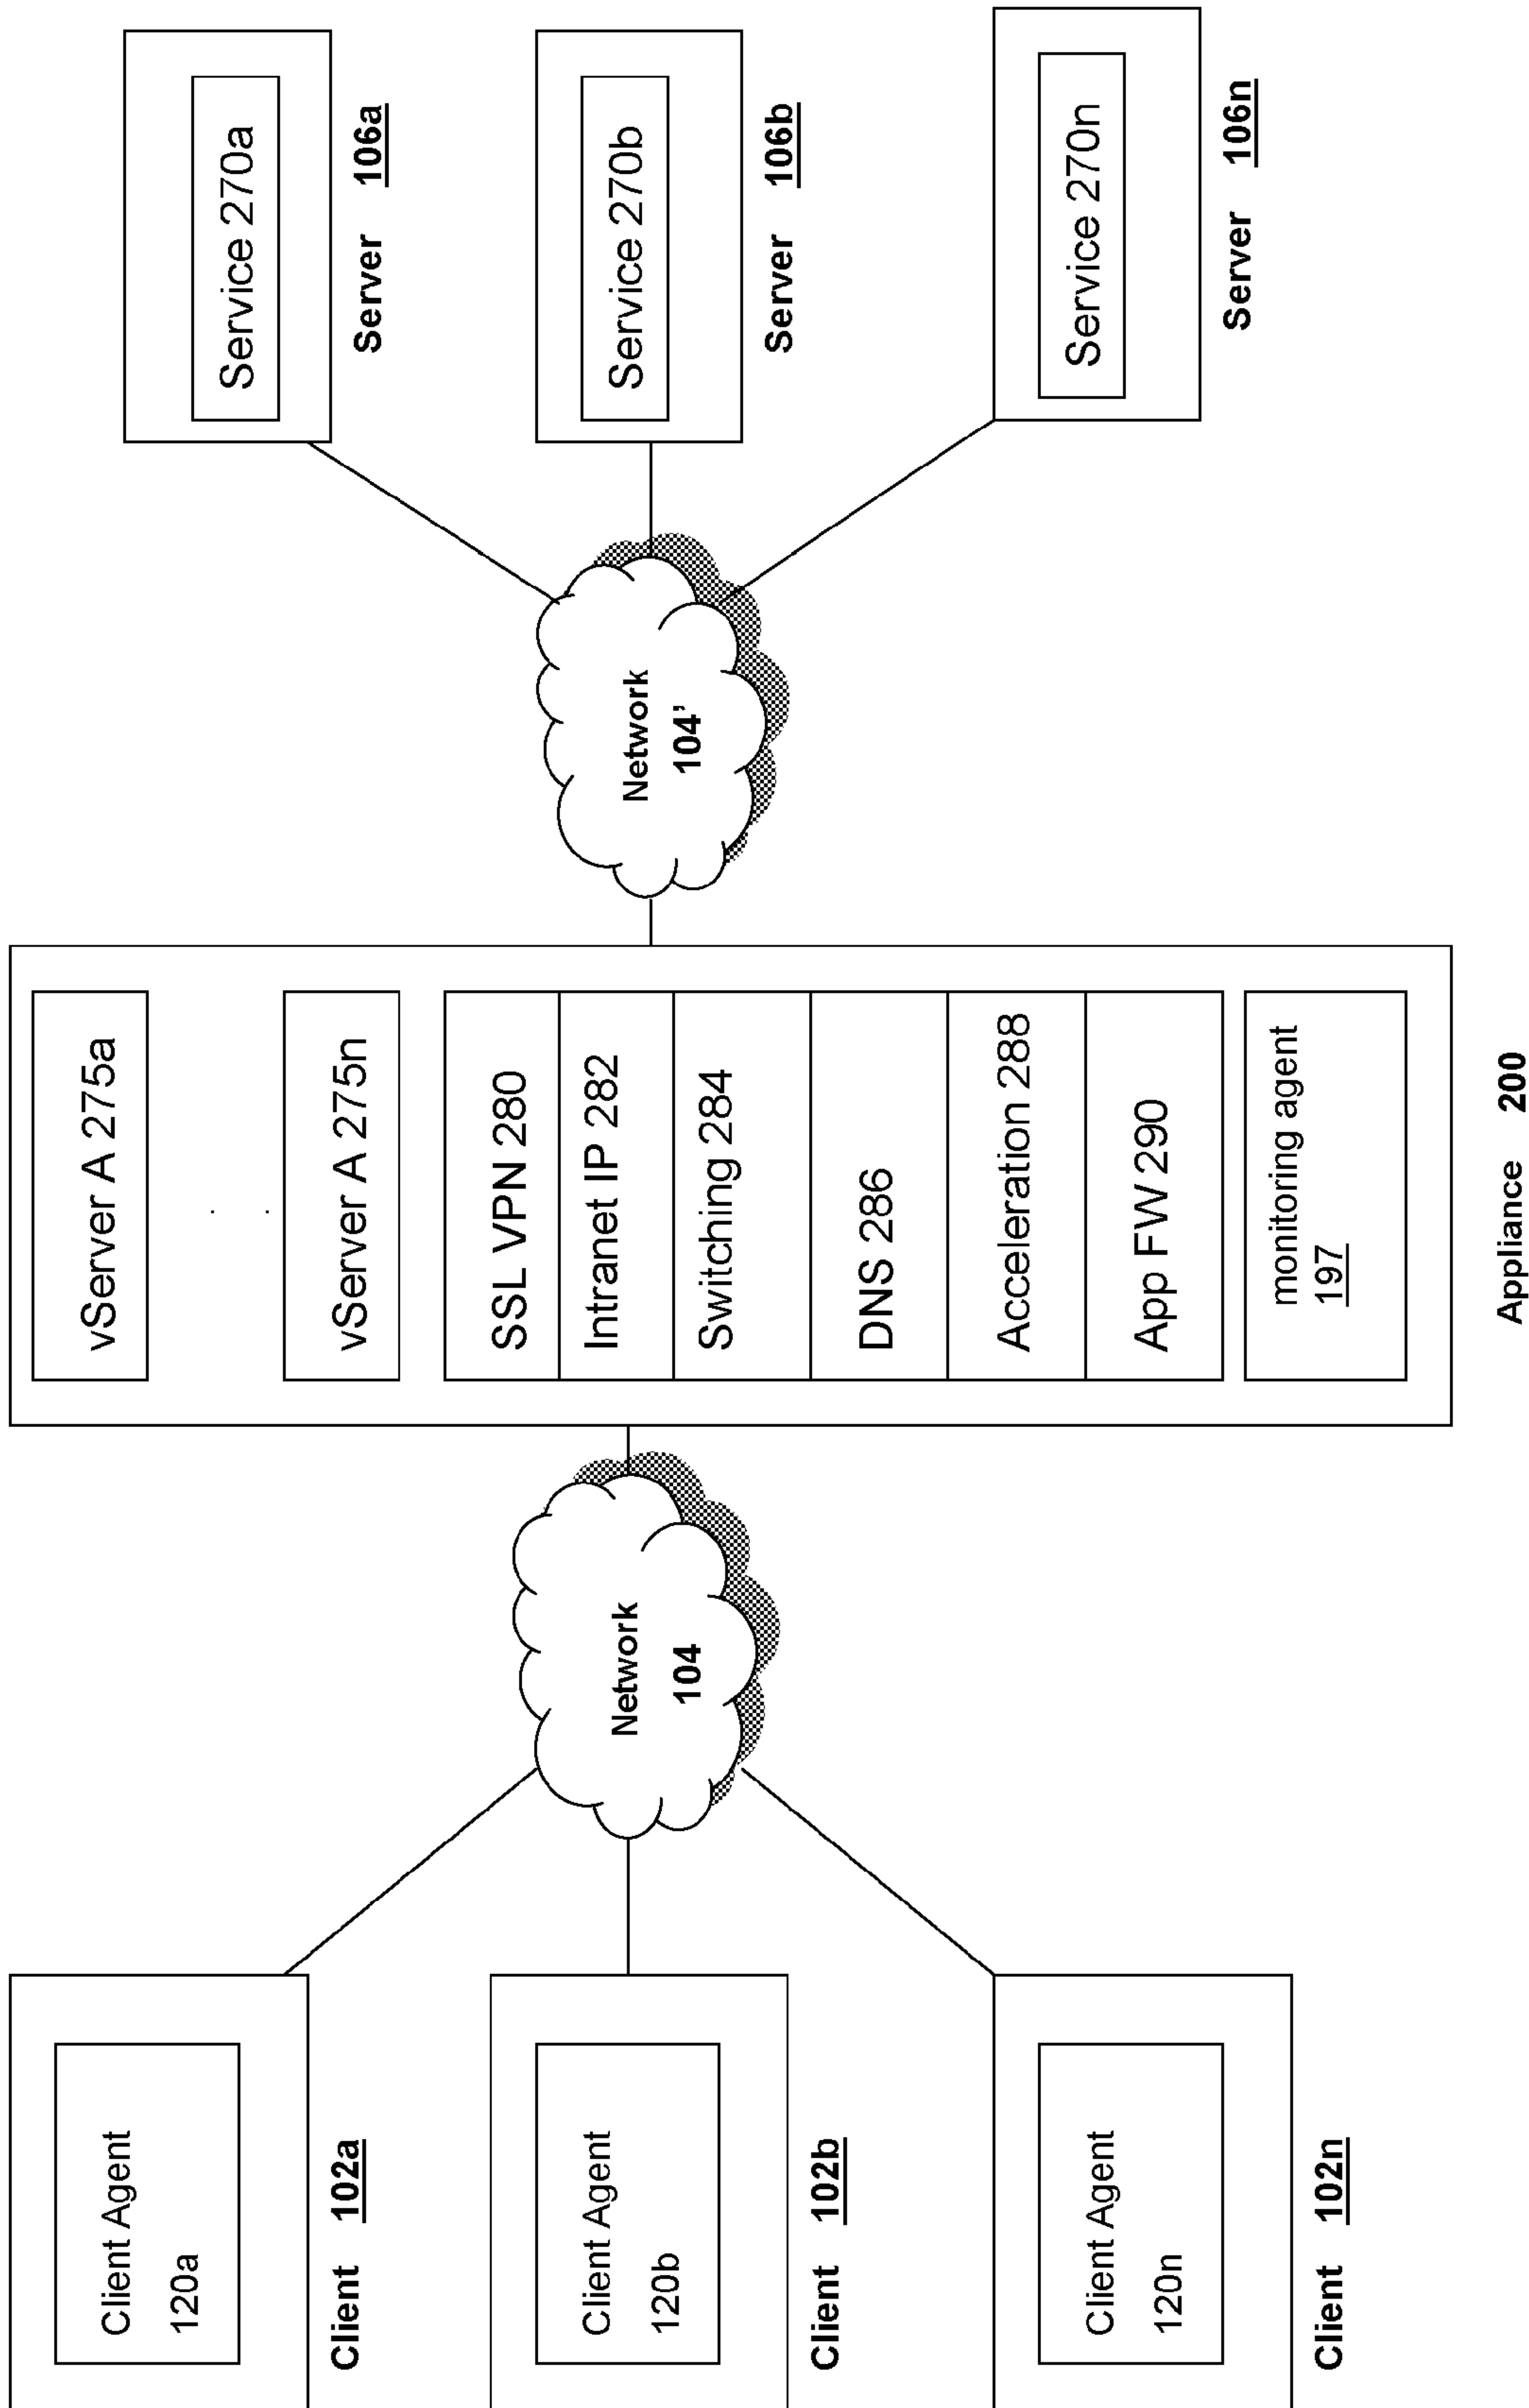 Client Agent
120a
Client 102a
Client Agent
120b
Client 102b
Client Agent
120n
Client 102n
Network
104
vServer A 275a
. .
vServer A 275n
SSL VPN 280
Intranet IP 282
Switching 284
DNS 286
Acceleration 288
App FW 290
monitoring agent
197
Appliance 200
Network
104'
Service 270a
Server 106a
Service 270b
Server 106b
Service 270n
Server 106n